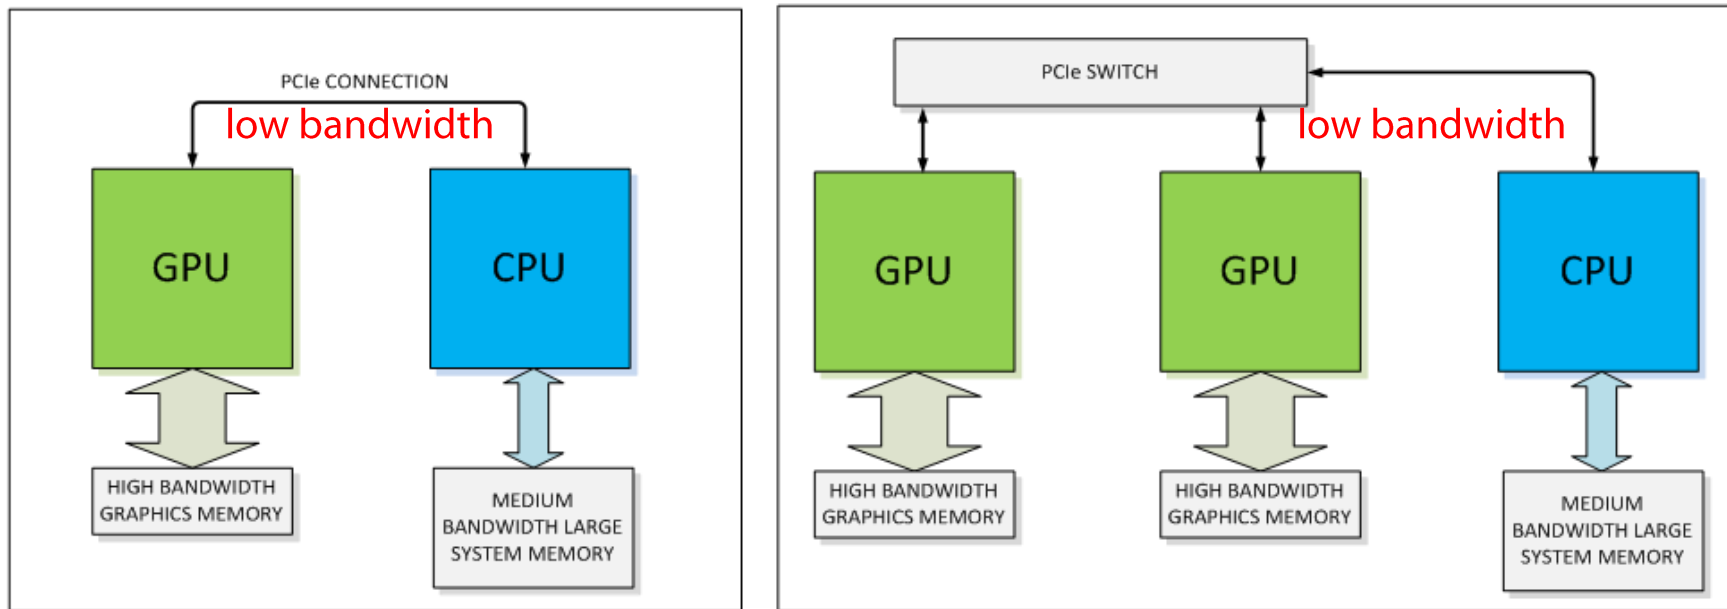 PCIe CONNECTION
low bandwidth
GPU
CPU
HIGH BANDWIDTH
GRAPHICS MEMORY
MEDIUM
BANDWIDTH LARGE
SYSTEM MEMORY
PCIe SWITCH
low bandwidth
GPU
GPU
CPU
HIGH BANDWIDTH
GRAPHICS MEMORY
HIGH BANDWIDTH
GRAPHICS MEMORY
MEDIUM
BANDWIDTH LARGE
SYSTEM MEMORY